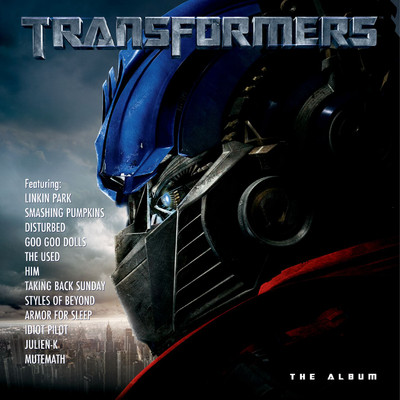 TRANSFORMERS
Featuring:
LINKIN PARK
SMASHING PUMPKINS
DISTURBED
GOO GOO DOLLS
THE USED
HIM
TAKING BACK SUNDAY
STYLES OF BEYOND
ARMOR FOR SLEEP
IDIOT PILOT
JULIEN-K
MUTEMATH
THE ALBUM